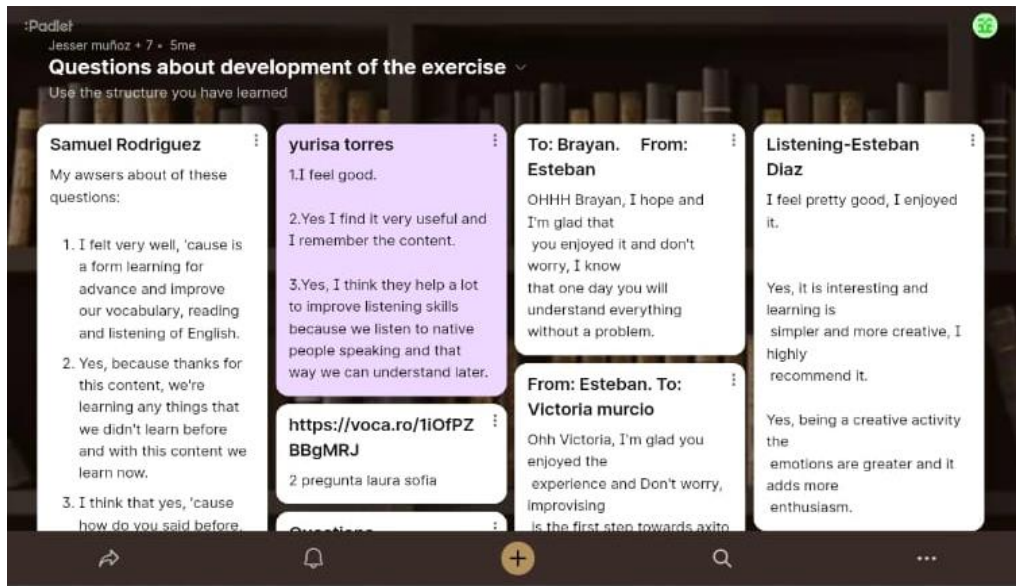 :Padlet
Jesser muñoz + 7 • 5me
Questions about development of the exercise
Use the structure you have learned
Samuel Rodriguez
My awsers about of these
questions:
1. I felt very well, 'cause is
a form learning for
advance and improve
our vocabulary, reading
and listening of English.
2. Yes, because thanks for
this content, we're
learning any things that
we didn't learn before
and with this content we
learn now.
3. I think that yes, 'cause
how do you said before,
yurisa torres
1.I feel good.
2.Yes I find it very useful and
I remember the content.
3.Yes, I think they help a lot
to improve listening skills
because we listen to native
people speaking and that
way we can understand later.
https://voca.ro/1iOfPZ
BBgMRJ
2 pregunta laura sofia
Questions
To: Brayan. From:
Esteban
OHHH Brayan, I hope and
I'm glad that
you enjoyed it and don't
worry, I know
that one day you will
understand everything
without a problem.
From: Esteban. To:
Victoria murcio
Ohh Victoria, I'm glad you
enjoyed the
experience and Don't worry,
improvising
is the first step towards axito
Listening-Esteban
Diaz
I feel pretty good, I enjoyed
it.
Yes, it is interesting and
learning is
simpler and more creative, I
highly
recommend it.
Yes, being a creative activity
the
emotions are greater and it
adds more
enthusiasm.